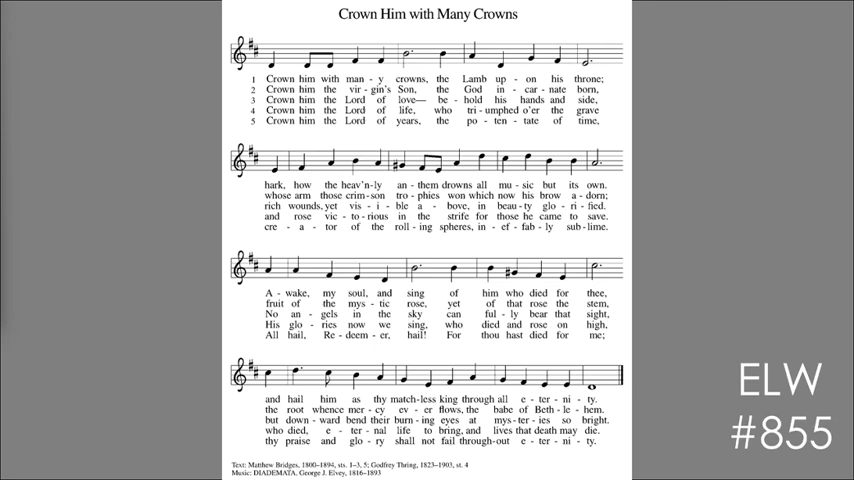 Crown Him with Many Crowns
1 Crown him with man - y crowns, the Lamb up - on his throne;
2 Crown him the vir - gin's Son, the God in - car - nate born,
3 Crown him the Lord of love— be - hold his hands and side,
4 Crown him the Lord of life, who tri - umphed o'er the grave
5 Crown him the Lord of years, the po - ten - tate of time,
hark, how the heav'n-ly an - them drowns all mu - sic but its own.
whose arm those crim - son tro - phies won which now his brow a - dorn;
rich wounds, yet vis - i - ble a - bove, in beau - ty glo - ri - fied.
and rose vic - to - rious in the strife for those he came to save.
cre - a - tor of the roll - ing spheres, in - ef - fab - ly sub - lime.
A - wake, my soul, and sing of him who died for thee,
fruit of the mys - tic rose, yet of that rose the stem,
No an - gels in the sky can ful - ly bear that sight,
His glo - ries now we sing, who died and rose on high,
All hail, Re - deem - er, hail! For thou hast died for me;
and hail him as thy match-less king through all e - ter - ni - ty.
the root whence mer - cy ev - er flows, the babe of Beth - le - hem.
but down - ward bend their burn - ing eyes at mys - ter - ies so bright.
who died, e - ter - nal life to bring, and lives that death may die.
thy praise and glo - ry shall not fail through-out e - ter - ni - ty.
Text: Matthew Bridges, 1800–1894, sts. 1–3, 5; Godfrey Thring, 1823–1903, st. 4
Music: DIADEMATA, George J. Elvey, 1816–1893
ELW
#855